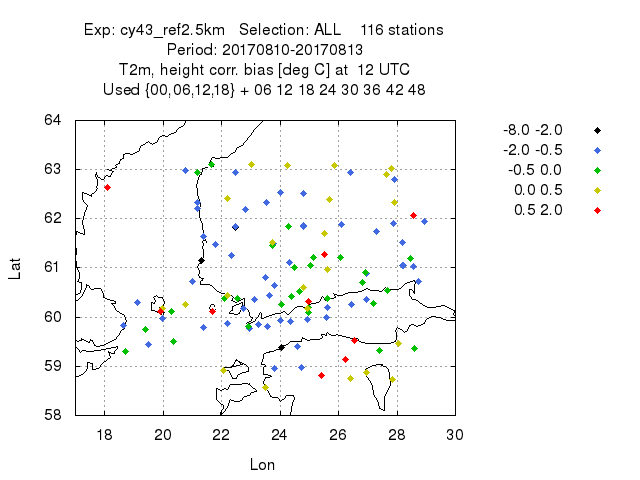 Exp: cy43_ref2.5km   Selection: ALL    116 stations
Period: 20170810-20170813
T2m, height corr. bias [deg C] at  12 UTC
Used {00,06,12,18} + 06 12 18 24 30 36 42 48
64
63
62
61
60
59
58
Lat
18 20 22 24 26 28 30
Lon
-8.0 -2.0
-2.0 -0.5
-0.5 0.0
0.0 0.5
0.5 2.0